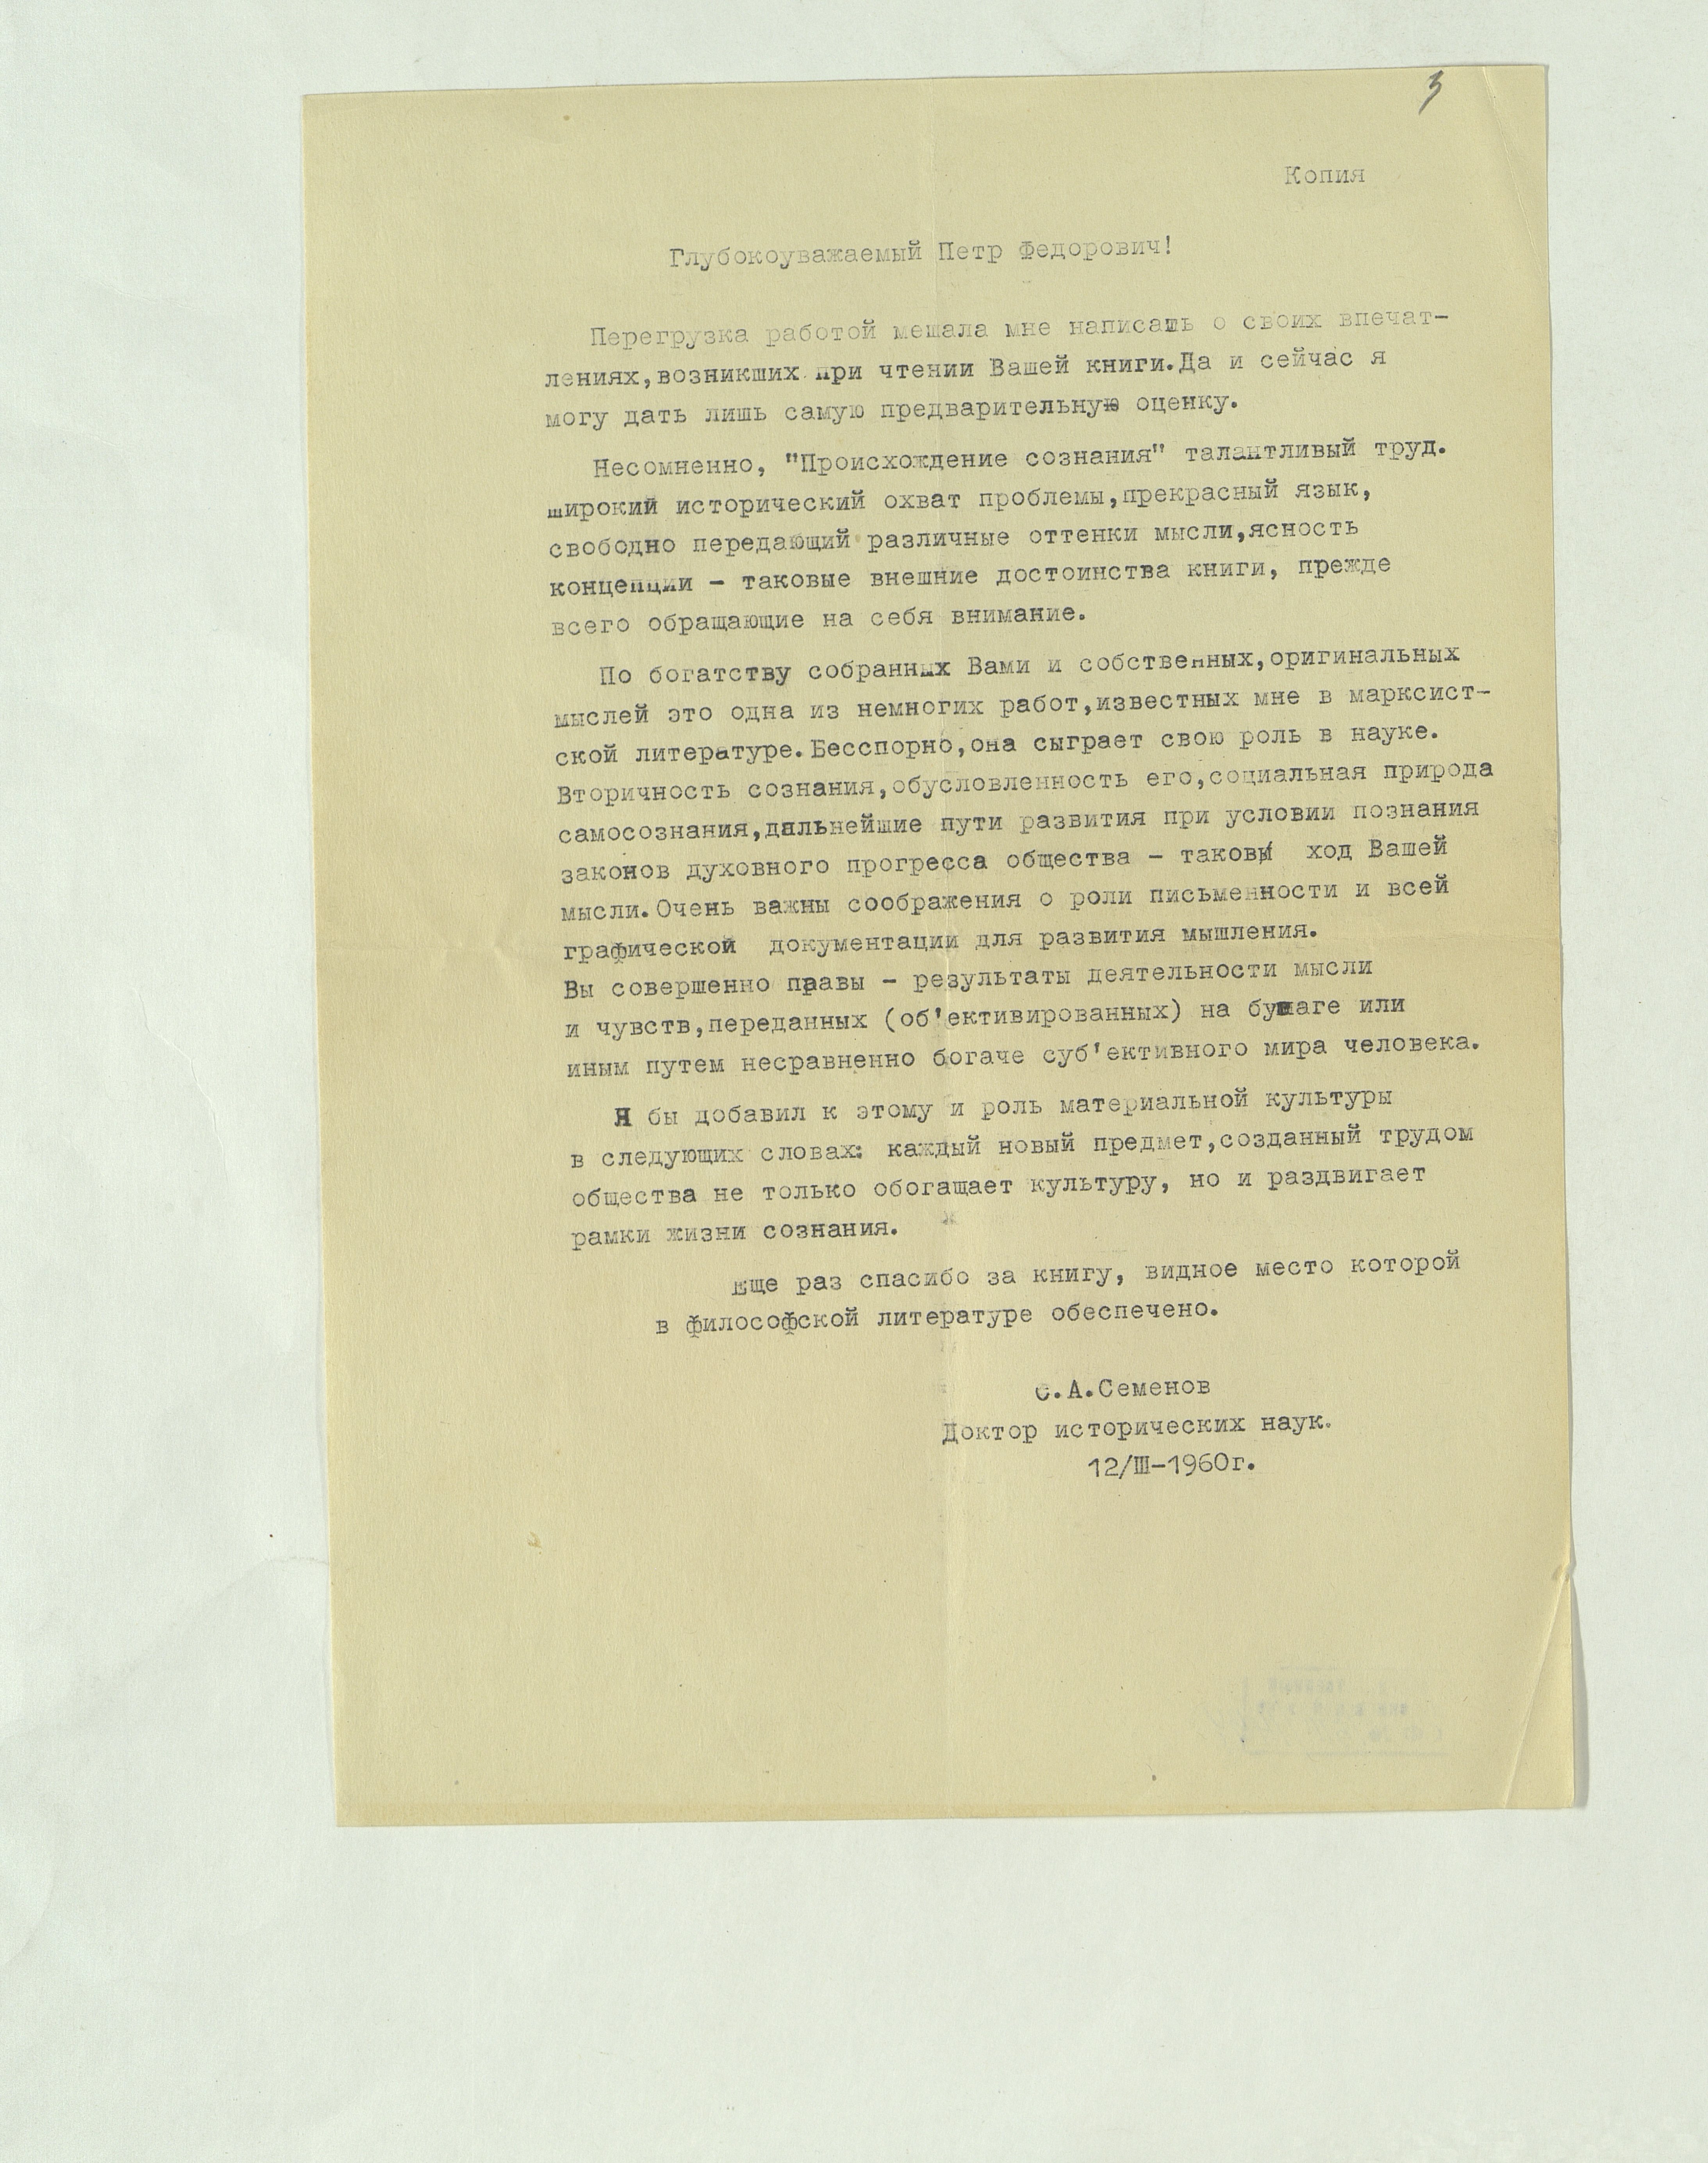 3
Копия
Глубокоуважаемый Петр Федорович!
Перегрузка работой мешала мне написать о своих впечат-
лениях,возникших при чтении Вашей книги.Да и сейчас я
могу дать лишь самую предварительную оценку.
Несомненно, "Происхождение сознания" талантливый труд.
широкий исторический охват проблемы,прекрасный язык,
свободно передающий различные оттенки мысли,ясность
концепции - таковые внешние достоинства книги, прежде
всего обращающие на себя внимание.
По богатству собранных Вами и собственных,оригинальных
мыслей это одна из немногих работ,известных мне в марксист-
ской литературе.Бесспорно,она сыграет свою роль в науке.
Вторичность сознания,обусловленность его,социальная природа
самосознания,дальнейшие пути развития при условии познания
законов духовного прогресса общества - таков ход Вашей
мысли.Очень важны соображения о роли письменности и всей
графической документации для развития мышления.
Вы совершенно правы - результаты деятельности мысли
и чувств,переданных (об'ективированных) на бумаге или
иным путем несравненно богаче суб'ективного мира человека.
Я бы добавил к этому и роль материальной культуры
в следующих словах: каждый новый предмет,созданный трудом
общества не только обогащает культуру, но и раздвигает
рамки жизни сознания.
Еще раз спасибо за книгу, видное место которой
в философской литературе обеспечено.
С.А.Семенов
Доктор исторических наук.
12/III-1960г.